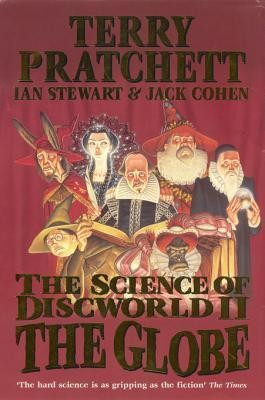 TERRY
PRATCHETT
IAN STEWART & JACK COHEN
THE SCIENCE OF
DISCWORLD II
THE GLOBE
'The hard science is as gripping as the fiction' The Times